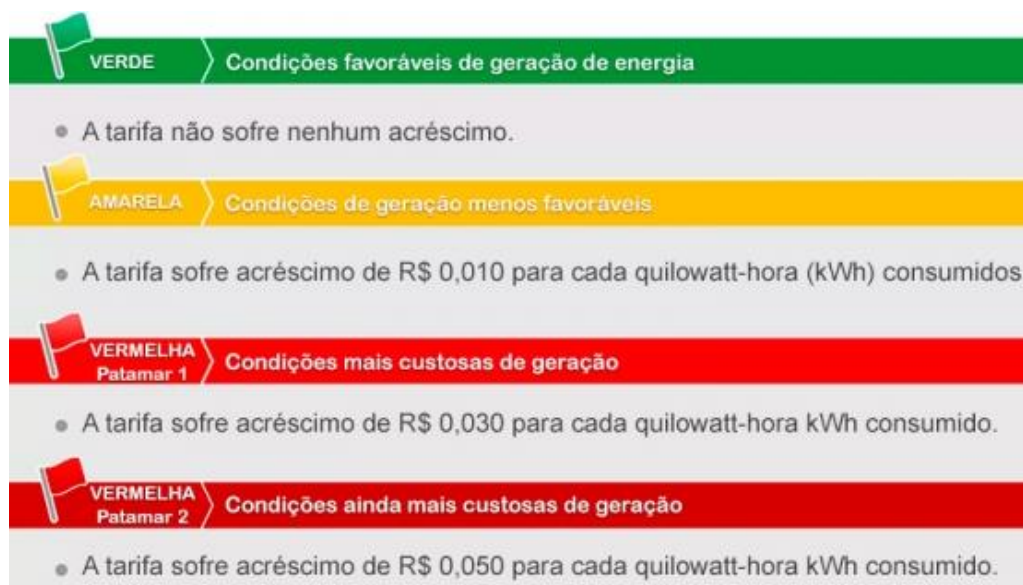 VERDE Condições favoráveis de geração de energia
A tarifa não sofre nenhum acréscimo.
AMARELA Condições de geração menos favoráveis
A tarifa sofre acréscimo de R$ 0,010 para cada quilowatt-hora (kWh) consumidos
VERMELHA
Patamar 1
Condições mais custosas de geração
A tarifa sofre acréscimo de R$ 0,030 para cada quilowatt-hora kWh consumido.
VERMELHA
Patamar 2
Condições ainda mais custosas de geração
A tarifa sofre acréscimo de R$ 0,050 para cada quilowatt-hora kWh consumido.